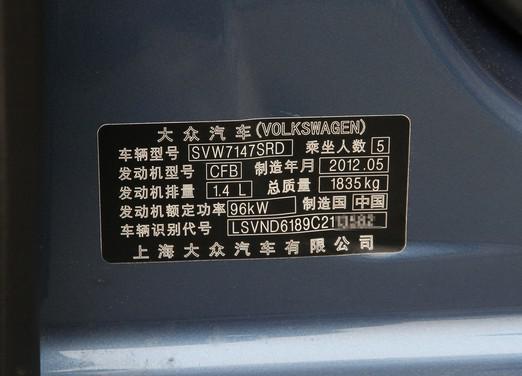 大众汽车(VOLKSWAGEN)
车辆型号 SVW7147SRD 乘坐人数 5
发动机型号 CFB 制造年月 2012.05
发动机排量 1.4 L 总质量 1835kg
发动机额定功率 96kW 制造国 中国
车辆识别代号 LSVND6189C21
上海大众汽车有限公司